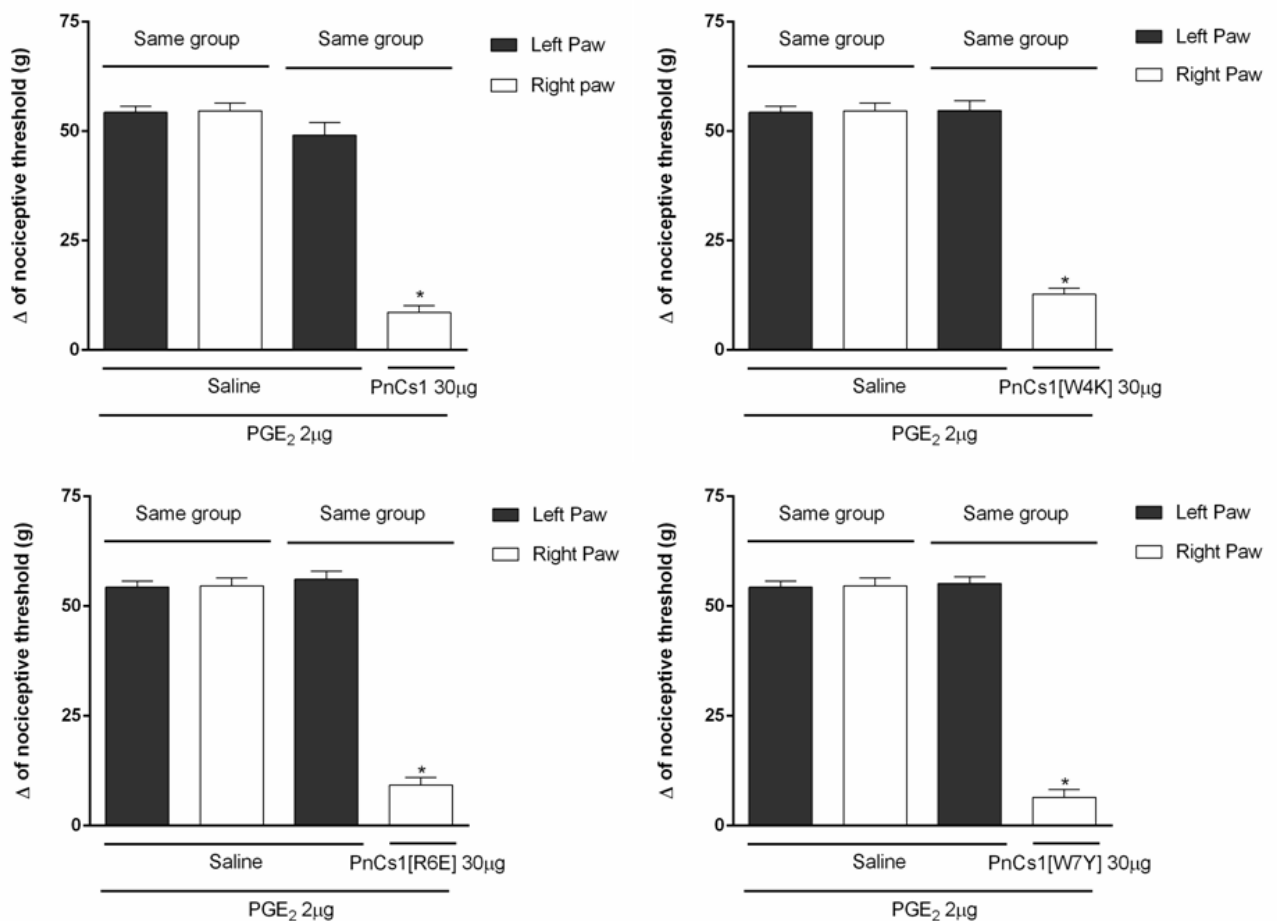 75
Same group
Same group
Left Paw
Right paw
50
25
0
Δ of nociceptive threshold (g)
*
Saline
PnCs1 30μg
PGE₂ 2μg
75
Same group
Same group
Left Paw
Right Paw
50
25
0
Δ of nociceptive threshold (g)
*
Saline
PnCs1[W4K] 30μg
PGE₂ 2μg
75
Same group
Same group
Left Paw
Right Paw
50
25
0
Δ of nociceptive threshold (g)
*
Saline
PnCs1[R6E] 30μg
PGE₂ 2μg
75
Same group
Same group
Left Paw
Right Paw
50
25
0
Δ of nociceptive threshold (g)
*
Saline
PnCs1[W7Y] 30μg
PGE₂ 2μg